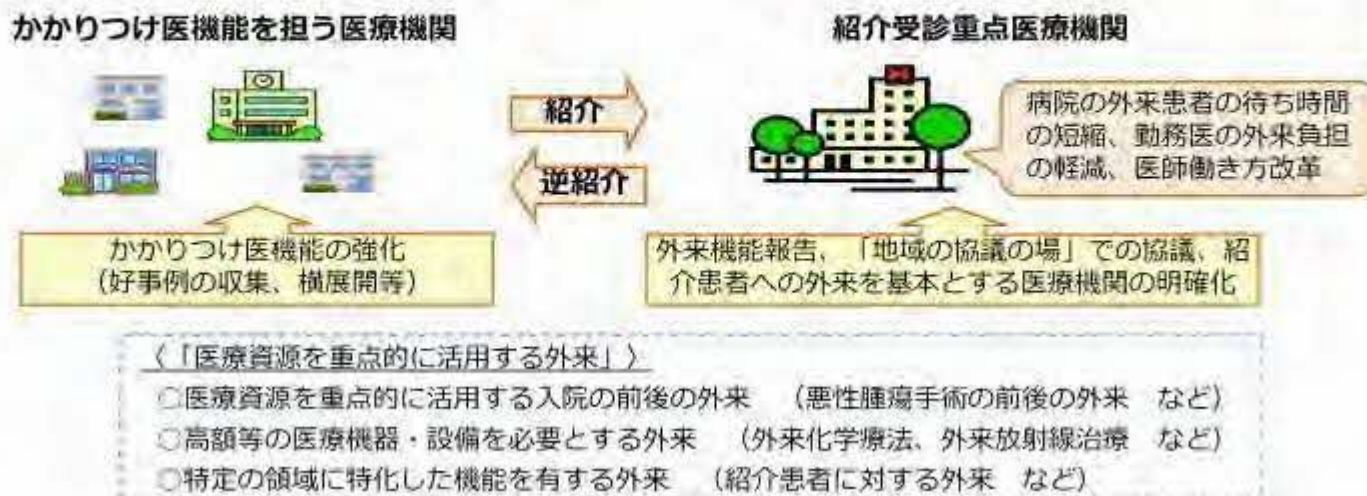 かかりつけ医機能を担う医療機関
紹介受診重点医療機関
紹介
逆紹介
病院の外来患者の待ち時間
の短縮、勤務医の外来負担
の軽減、医師働き方改革
かかりつけ医機能の強化
（好事例の収集、横展開等）
外来機能報告、「地域の協議の場」での協議、紹
介患者への外来を基本とする医療機関の明確化
〈「医療資源を重点的に活用する外来」〉
○医療資源を重点的に活用する入院の前後の外来　（悪性腫瘍手術の前後の外来　など）
○高額等の医療機器・設備を必要とする外来　（外来化学療法、外来放射線治療　など）
○特定の領域に特化した機能を有する外来　（紹介患者に対する外来　など）